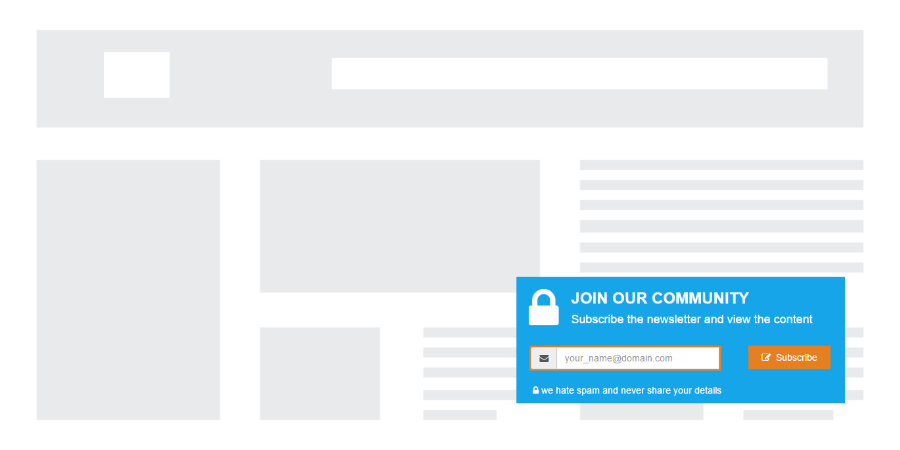 JOIN OUR COMMUNITY
Subscribe the newsletter and view the content
your_name@domain.com
Subscribe
we hate spam and never share your details